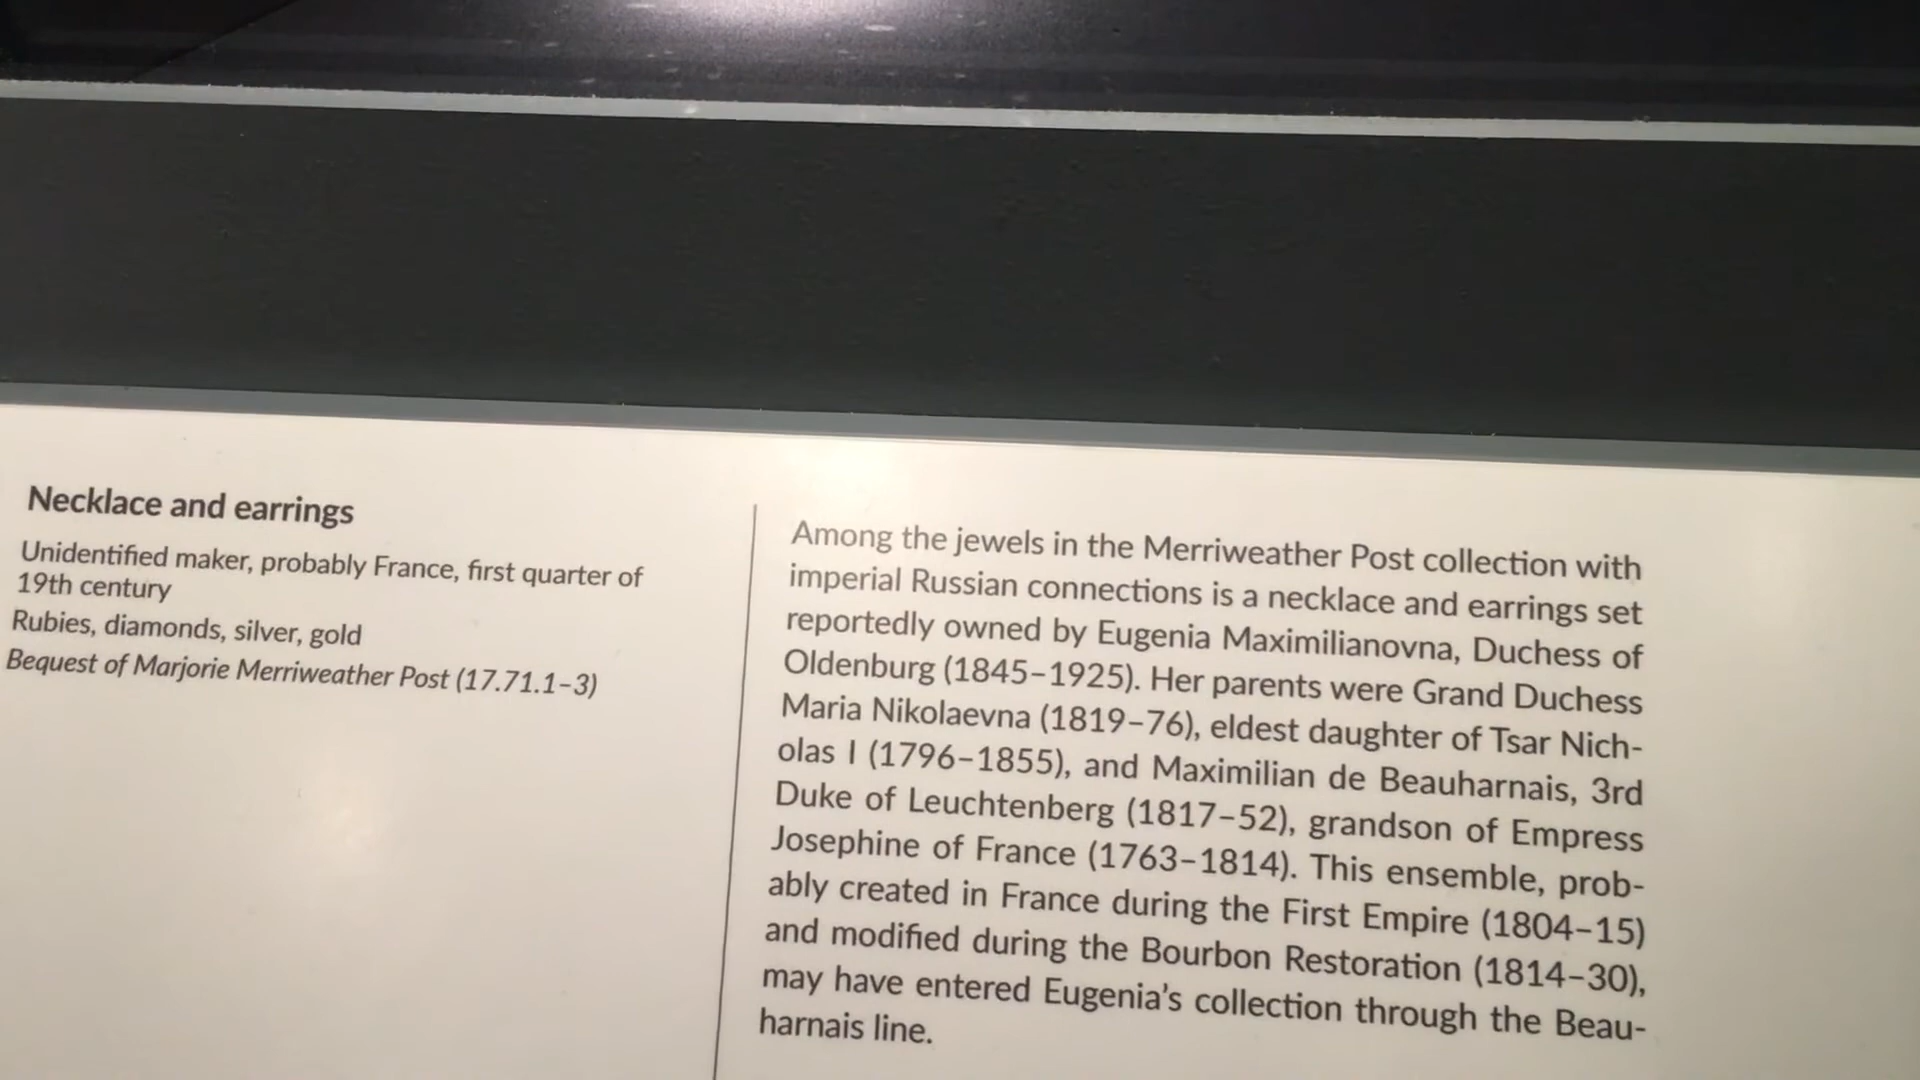 Necklace and earrings
Unidentified maker, probably France, first quarter of
19th century
Rubies, diamonds, silver, gold
Bequest of Marjorie Merriweather Post (17.71.1–3)
Among the jewels in the Merriweather Post collection with
imperial Russian connections is a necklace and earrings set
reportedly owned by Eugenia Maximilianovna, Duchess of
Oldenburg (1845–1925). Her parents were Grand Duchess
Maria Nikolaevna (1819–76), eldest daughter of Tsar Nich-
olas I (1796–1855), and Maximilian de Beauharnais, 3rd
Duke of Leuchtenberg (1817–52), grandson of Empress
Josephine of France (1763–1814). This ensemble, prob-
ably created in France during the First Empire (1804–15)
and modified during the Bourbon Restoration (1814–30),
may have entered Eugenia's collection through the Beau-
harnais line.